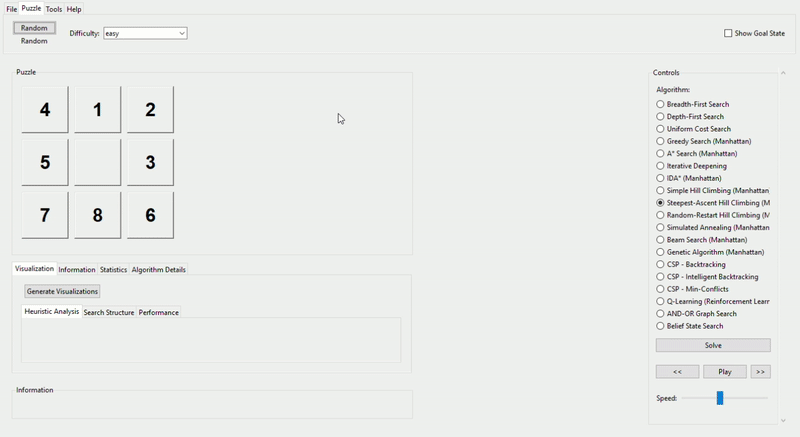 File Puzzle Tools Help
Random
Random
Difficulty: easy
Show Goal State
Puzzle
4 1 2
5 3
7 8 6
Visualization Information Statistics Algorithm Details
Generate Visualizations
Heuristic Analysis Search Structure Performance
Information
Controls
Algorithm:
Breadth-First Search
Depth-First Search
Uniform Cost Search
Greedy Search (Manhattan)
A* Search (Manhattan)
Iterative Deepening
IDA* (Manhattan)
Simple Hill Climbing (Manhattan
Steepest-Ascent Hill Climbing (M
Random-Restart Hill Climbing (M
Simulated Annealing (Manhattan
Beam Search (Manhattan)
Genetic Algorithm (Manhattan)
CSP - Backtracking
CSP - Intelligent Backtracking
CSP - Min-Conflicts
Q-Learning (Reinforcement Learr
AND-OR Graph Search
Belief State Search
Solve
<< Play >>
Speed: